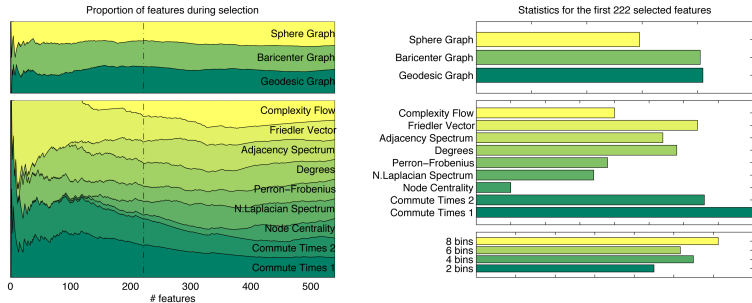 Proportion of features during selection
Sphere Graph
Baricenter Graph
Geodesic Graph
Complexity Flow
Friedler Vector
Adjacency Spectrum
Degrees
Perron−Frobenius
N.Laplacian Spectrum
Node Centrality
Commute Times 2
Commute Times 1
0 100 200 300 400 500
# features
Statistics for the first 222 selected features
Sphere Graph
Baricenter Graph
Geodesic Graph
Complexity Flow
Friedler Vector
Adjacency Spectrum
Degrees
Perron−Frobenius
N.Laplacian Spectrum
Node Centrality
Commute Times 2
Commute Times 1
8 bins
6 bins
4 bins
2 bins